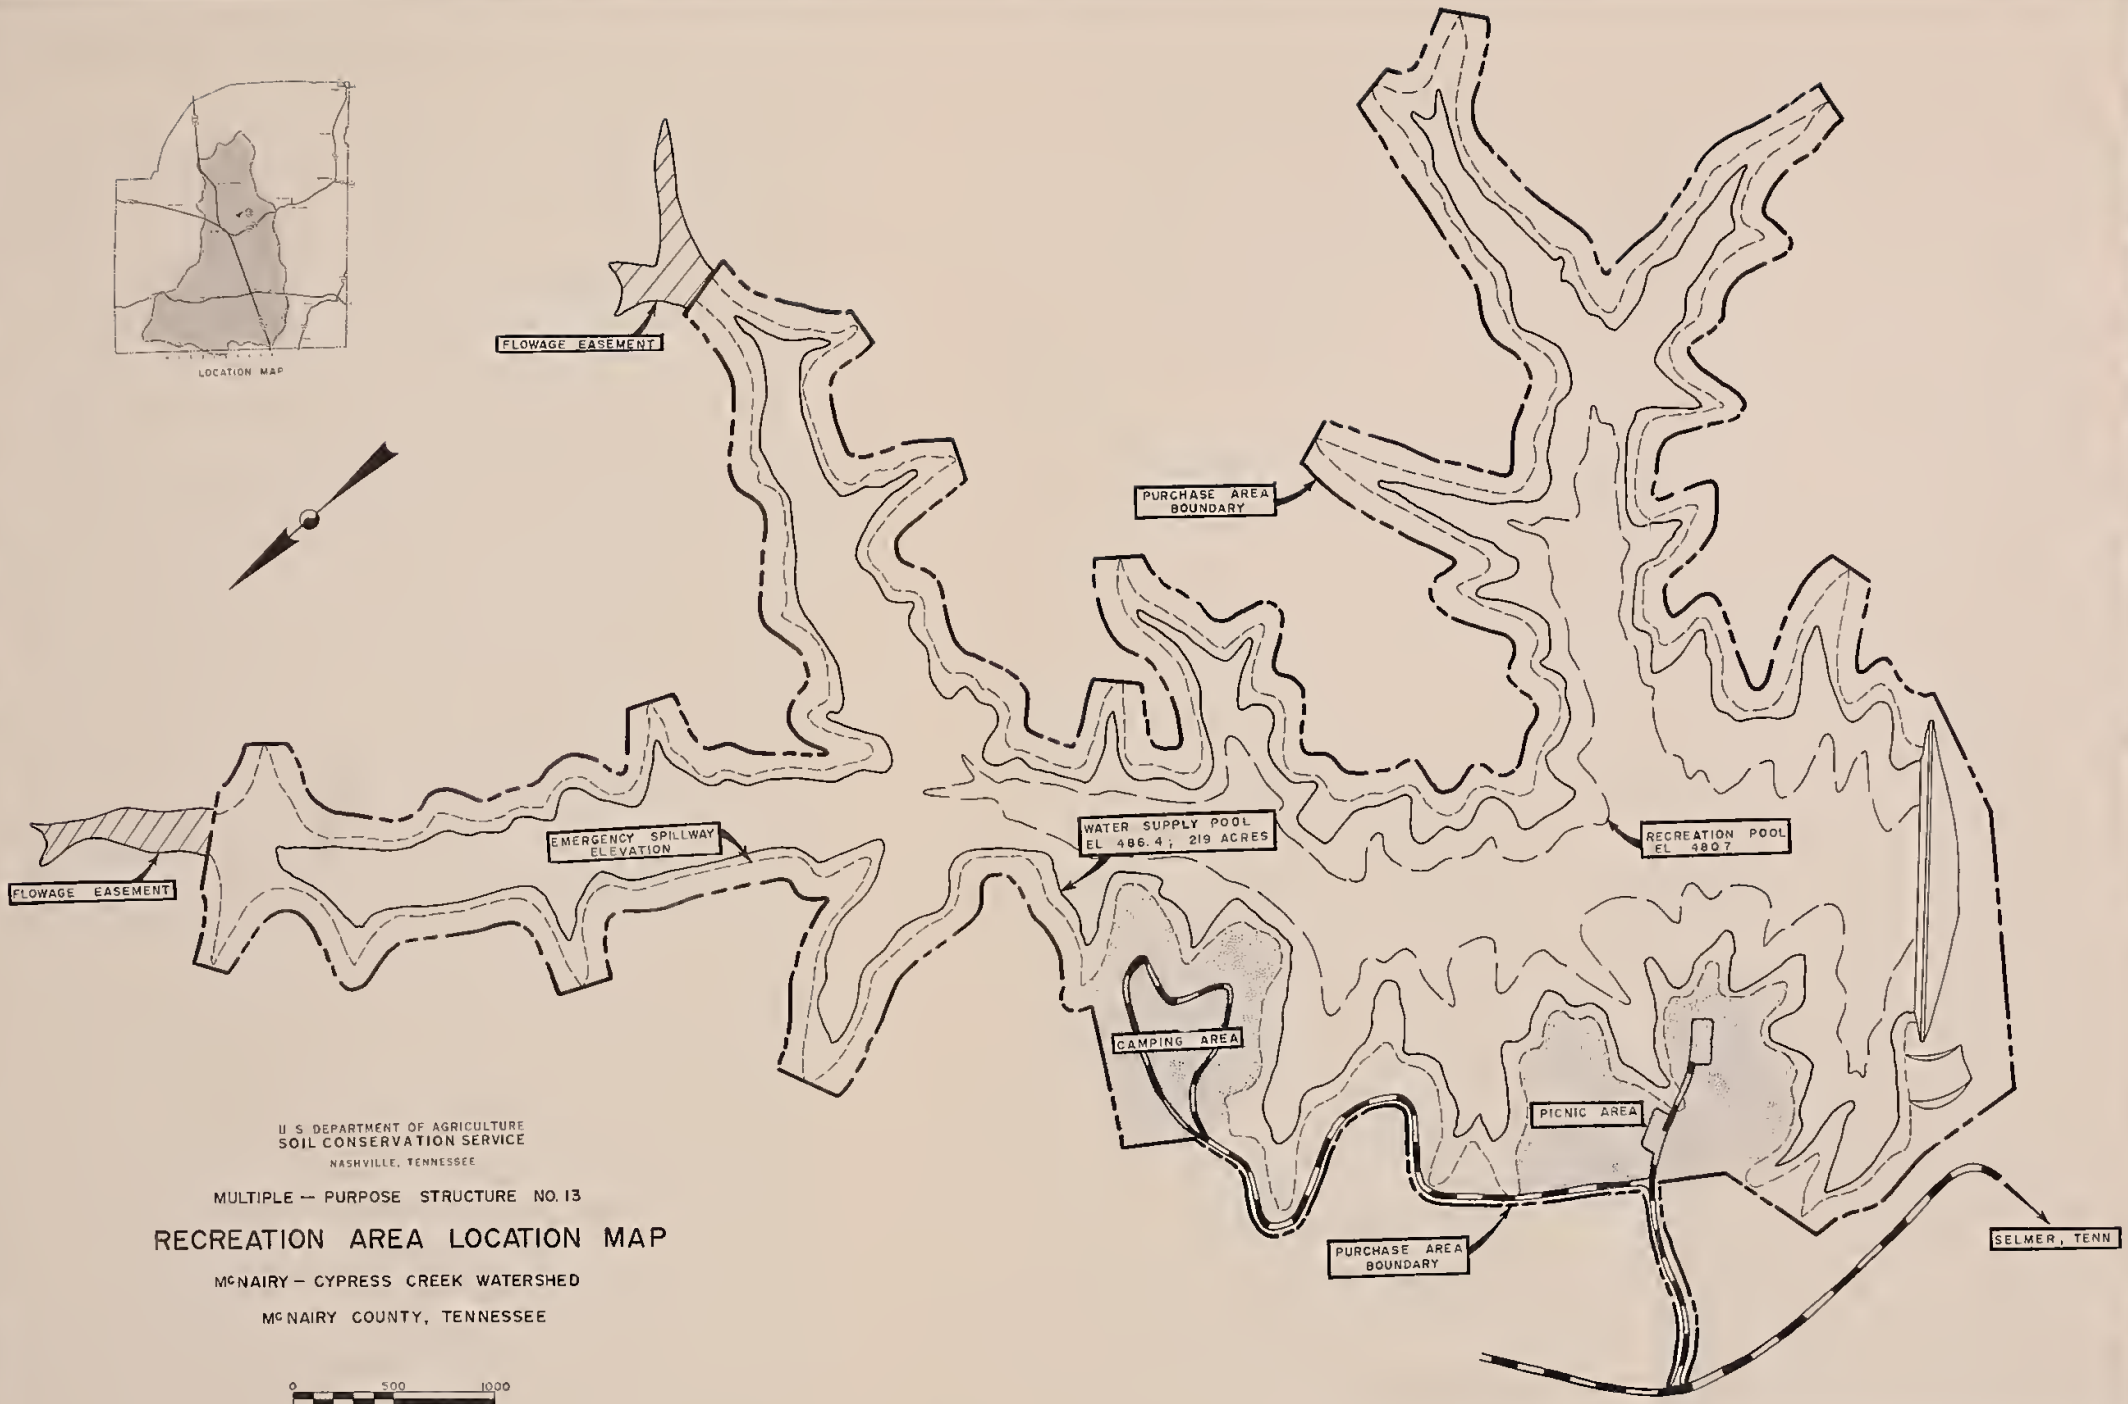 LOCATION MAP
FLOWAGE EASEMENT
PURCHASE AREA
BOUNDARY
EMERGENCY SPILLWAY
ELEVATION
WATER SUPPLY POOL
EL 486.4; 219 ACRES
RECREATION POOL
EL 480.7
FLOWAGE EASEMENT
CAMPING AREA
PICNIC AREA
PURCHASE AREA
BOUNDARY
SELMER, TENN
U S DEPARTMENT OF AGRICULTURE
SOIL CONSERVATION SERVICE
NASHVILLE, TENNESSEE
MULTIPLE — PURPOSE STRUCTURE NO. 13
RECREATION AREA LOCATION MAP
McNAIRY — CYPRESS CREEK WATERSHED
McNAIRY COUNTY, TENNESSEE
0 500 1000